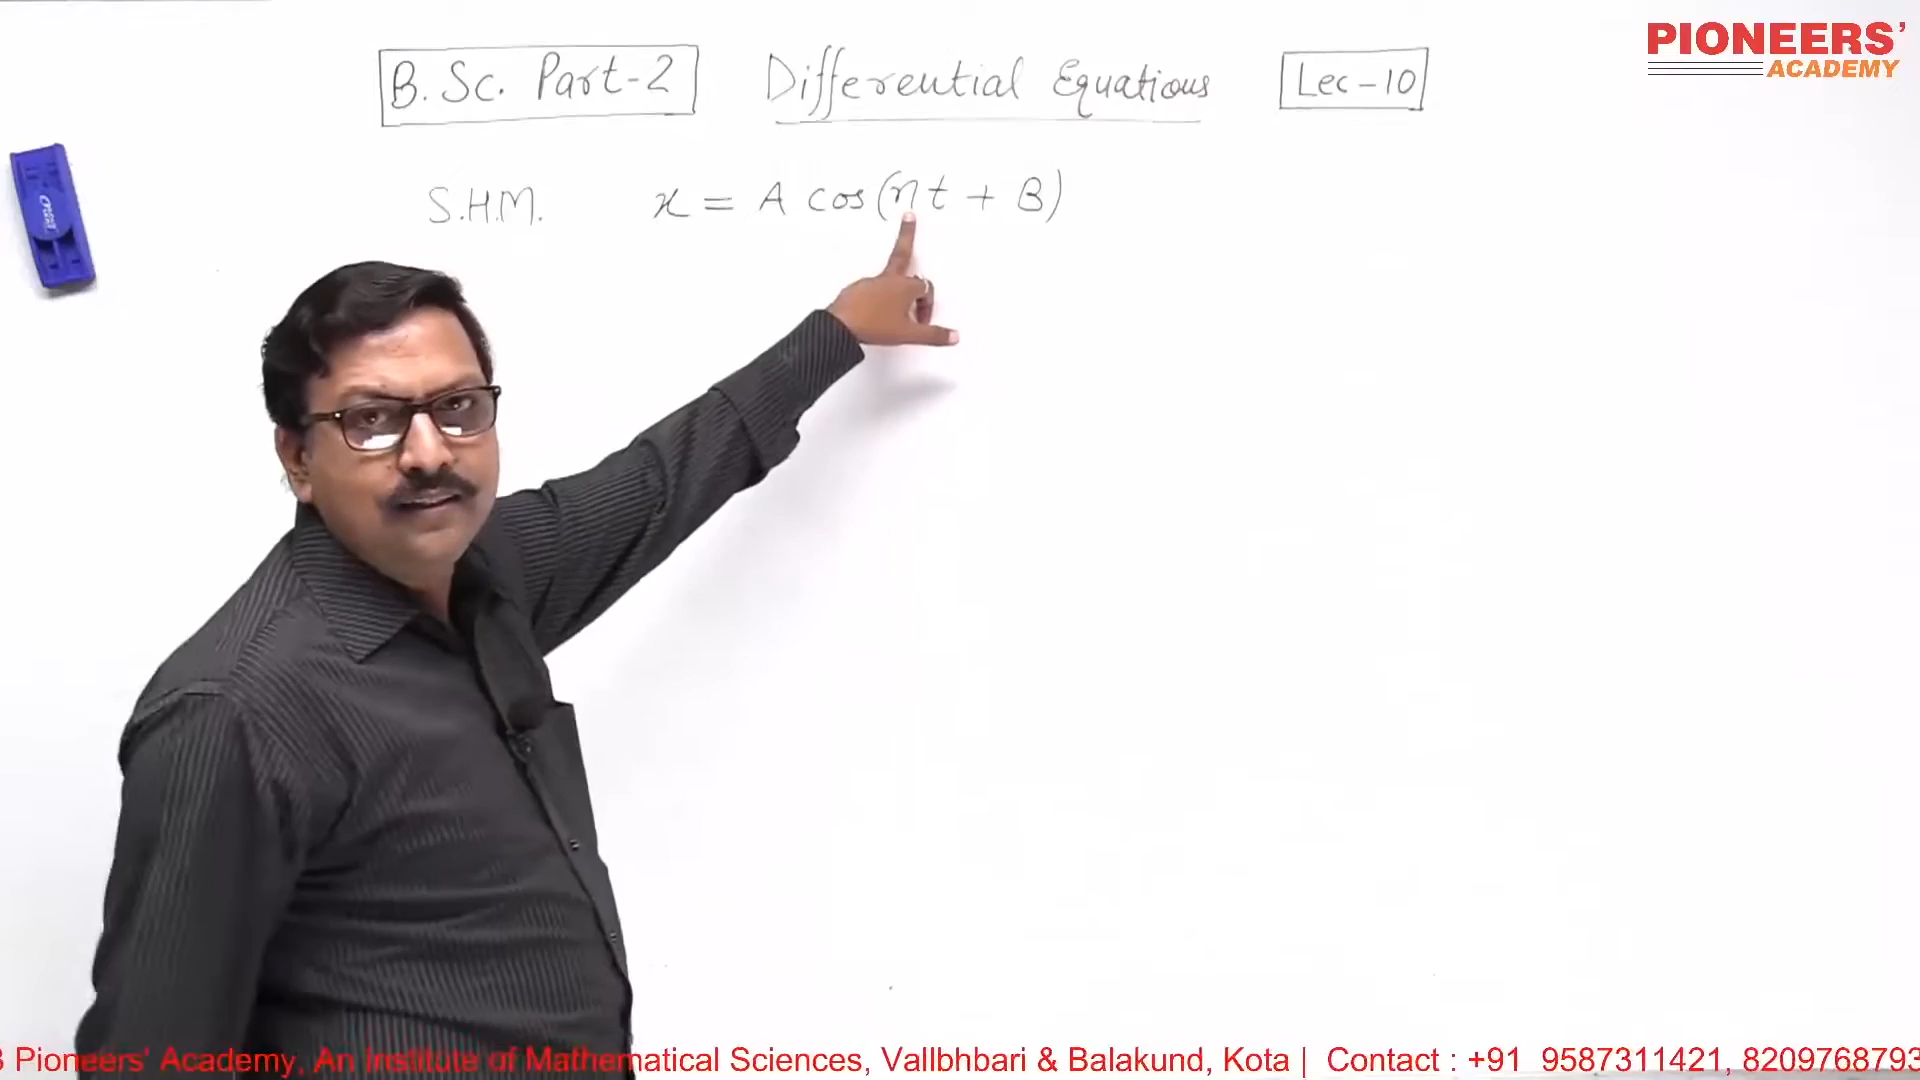 PIONEERS'
ACADEMY
B.Sc. Part-2 Differential Equations Lec-10
S.H.M. x = A cos(nt + B)
Pioneers' Academy, An Institute of Mathematical Sciences, Vallbhbari & Balakund, Kota | Contact : +91 9587311421, 820976879